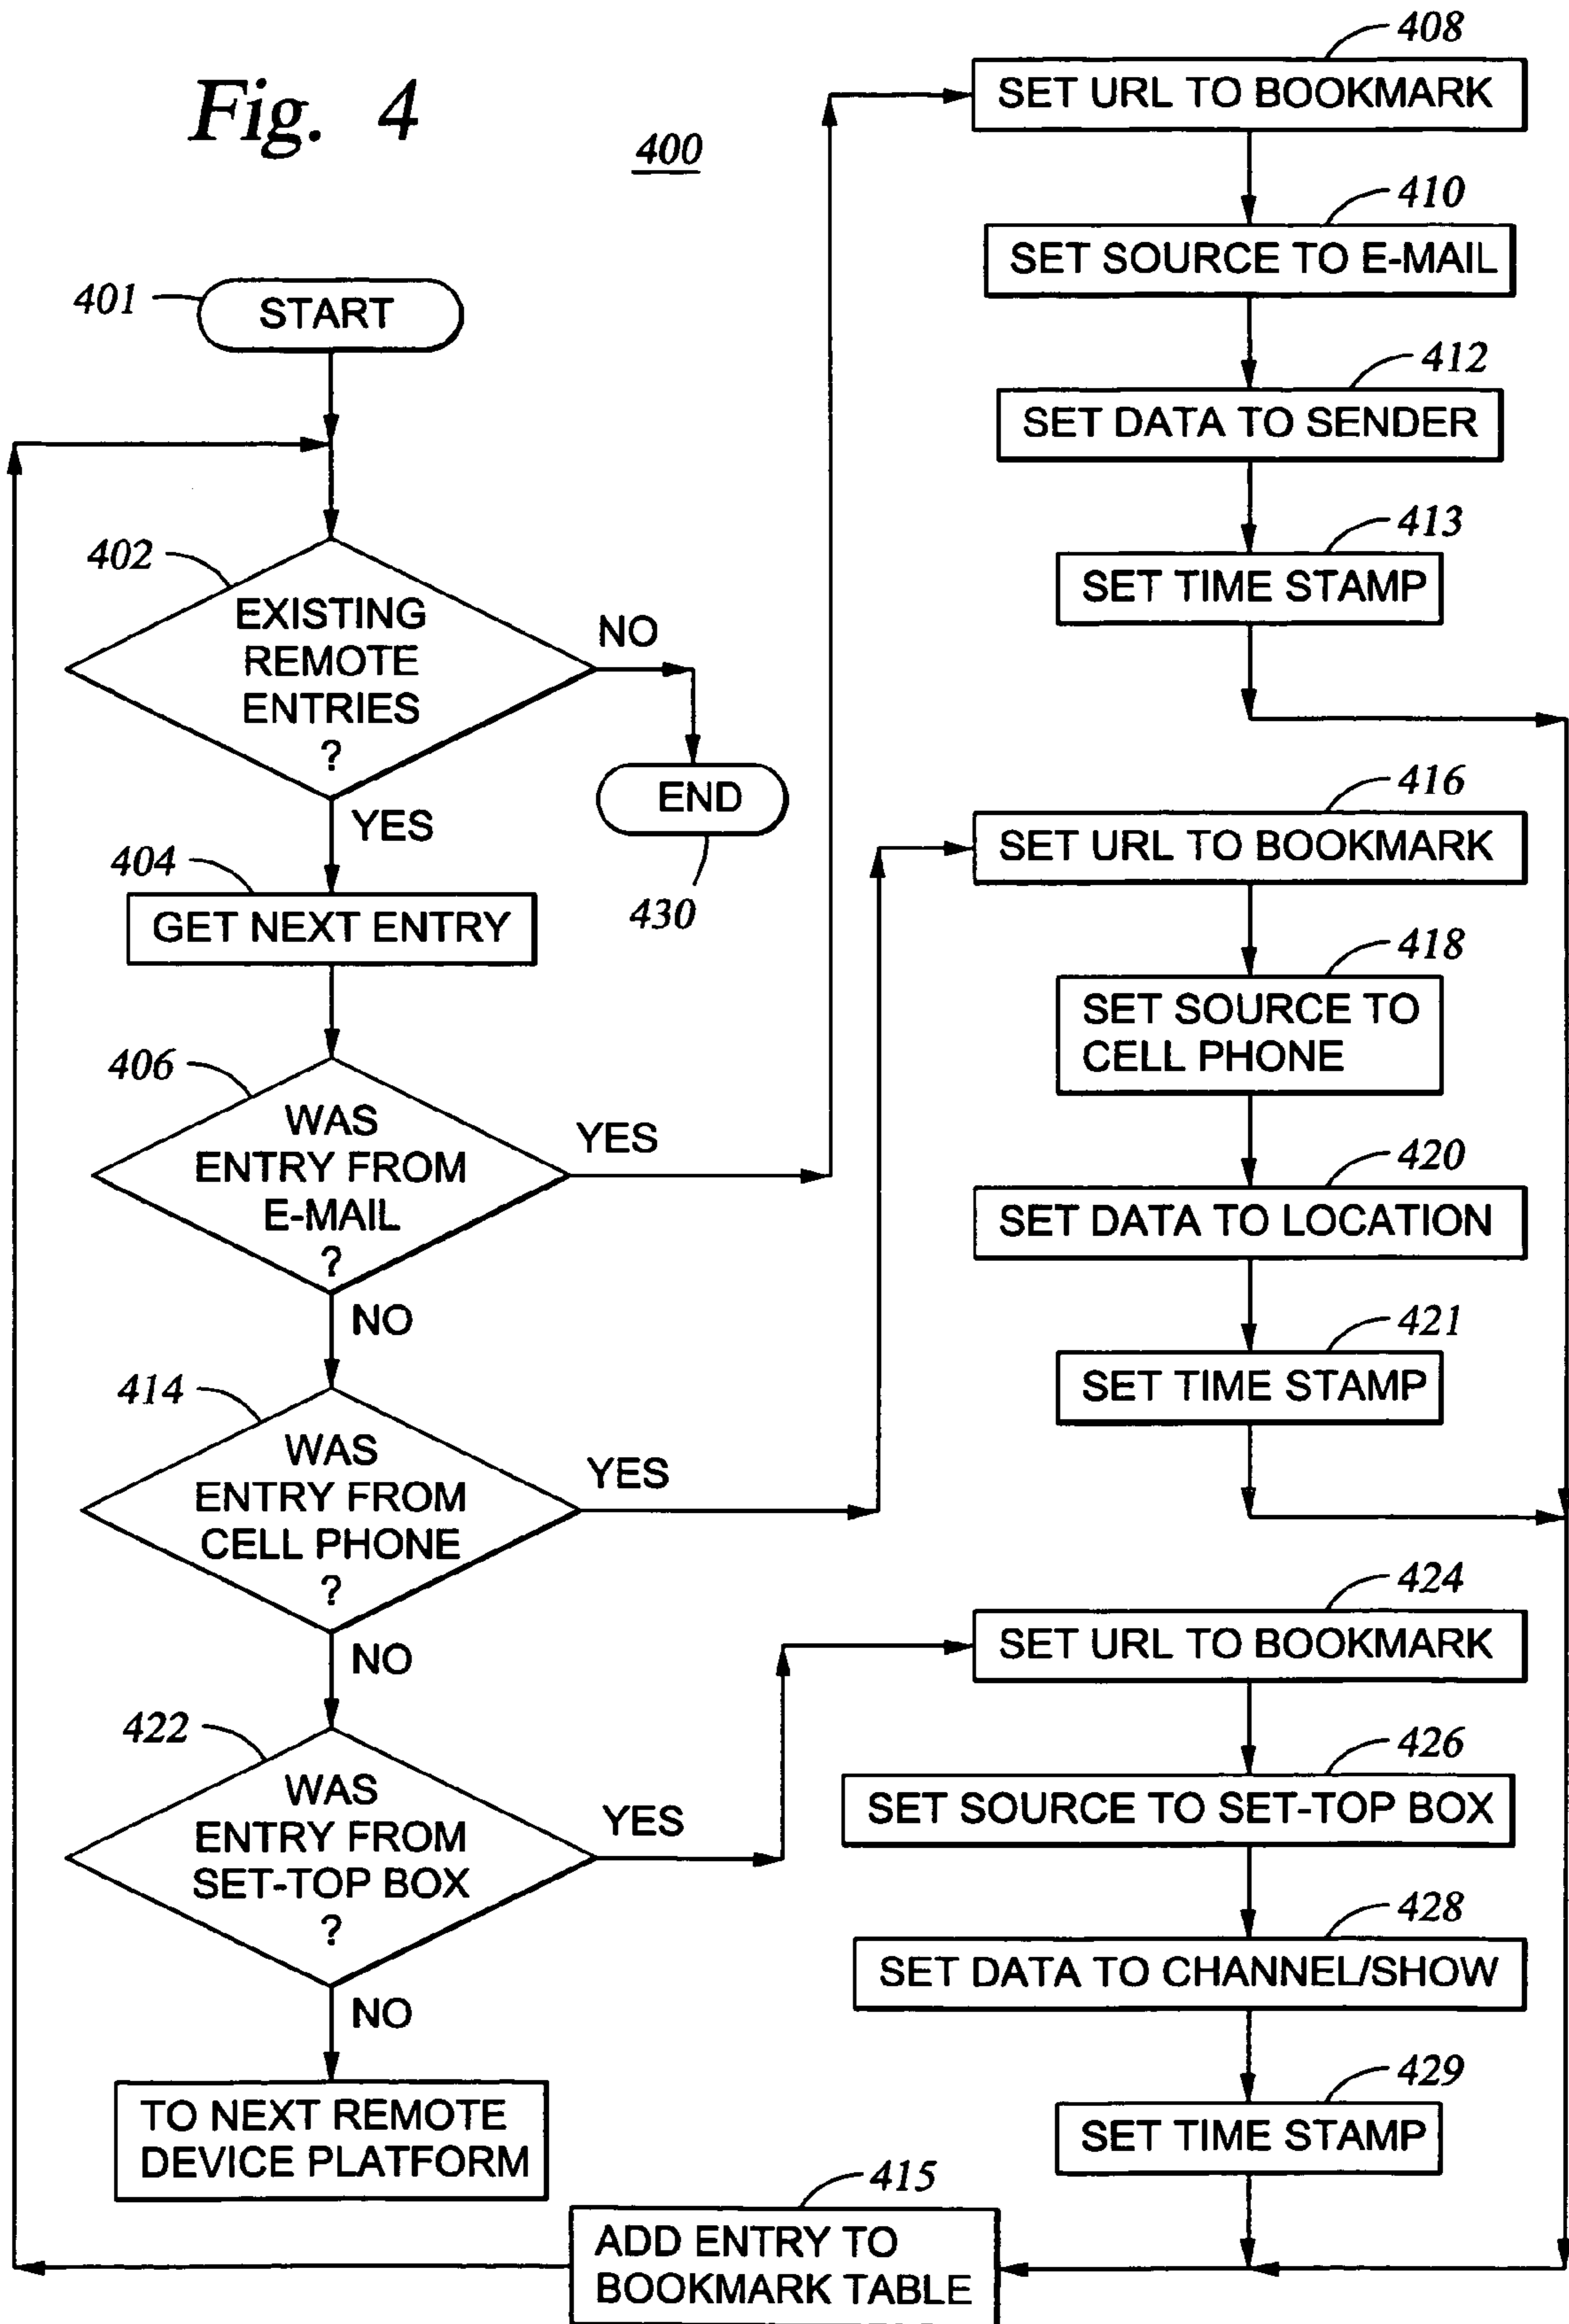 Fig. 4
400
401
START
402
EXISTING
REMOTE
ENTRIES
?
NO
END
430
YES
404
GET NEXT ENTRY
406
WAS
ENTRY FROM
E-MAIL
?
YES
NO
408
SET URL TO BOOKMARK
410
SET SOURCE TO E-MAIL
412
SET DATA TO SENDER
413
SET TIME STAMP
414
WAS
ENTRY FROM
CELL PHONE
?
YES
NO
416
SET URL TO BOOKMARK
418
SET SOURCE TO
CELL PHONE
420
SET DATA TO LOCATION
421
SET TIME STAMP
422
WAS
ENTRY FROM
SET-TOP BOX
?
YES
NO
TO NEXT REMOTE
DEVICE PLATFORM
424
SET URL TO BOOKMARK
426
SET SOURCE TO SET-TOP BOX
428
SET DATA TO CHANNEL/SHOW
429
SET TIME STAMP
415
ADD ENTRY TO
BOOKMARK TABLE